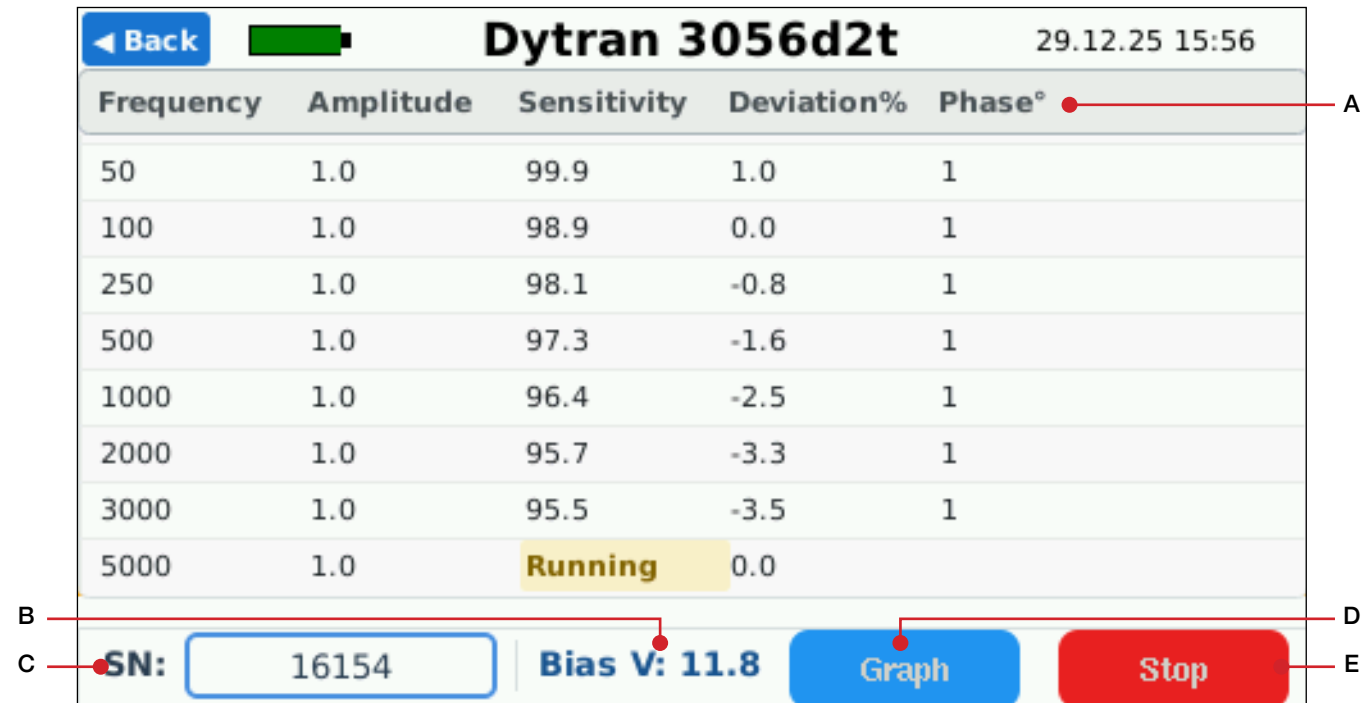 ◀ Back Dytran 3056d2t 29.12.25 15:56
Frequency Amplitude Sensitivity Deviation% Phase° A
50 1.0 99.9 1.0 1
100 1.0 98.9 0.0 1
250 1.0 98.1 -0.8 1
500 1.0 97.3 -1.6 1
1000 1.0 96.4 -2.5 1
2000 1.0 95.7 -3.3 1
3000 1.0 95.5 -3.5 1
5000 1.0 Running 0.0
B D
C SN: 16154 Bias V: 11.8 Graph Stop E